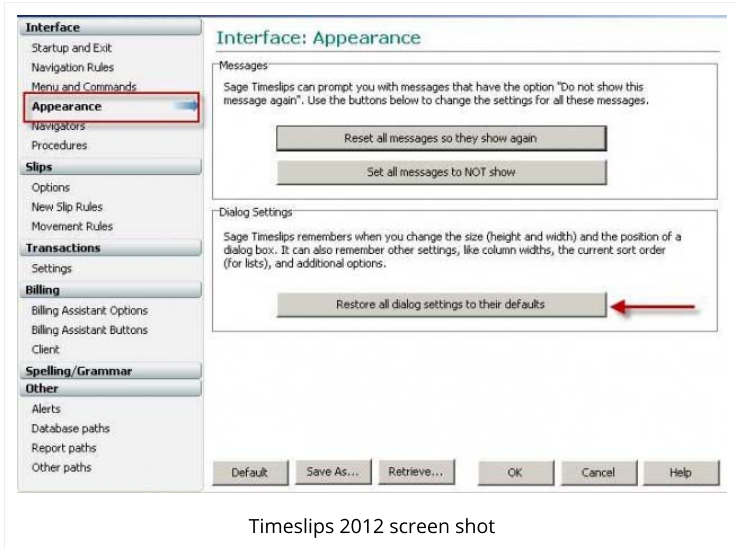 Interface
Startup and Exit
Navigation Rules
Menu and Commands
Appearance
Navigators
Procedures
Slips
Options
New Slip Rules
Movement Rules
Transactions
Settings
Billing
Billing Assistant Options
Billing Assistant Buttons
Client
Spelling/Grammar
Other
Alerts
Database paths
Report paths
Other paths
Interface: Appearance
Messages
Sage Timeslips can prompt you with messages that have the option "Do not show this
message again". Use the buttons below to change the settings for all these messages.
Reset all messages so they show again
Set all messages to NOT show
Dialog Settings
Sage Timeslips remembers when you change the size (height and width) and the position of a
dialog box. It can also remember other settings, like column widths, the current sort order
(for lists), and additional options.
Restore all dialog settings to their defaults
Default Save As... Retrieve... OK Cancel Help
Timeslips 2012 screen shot